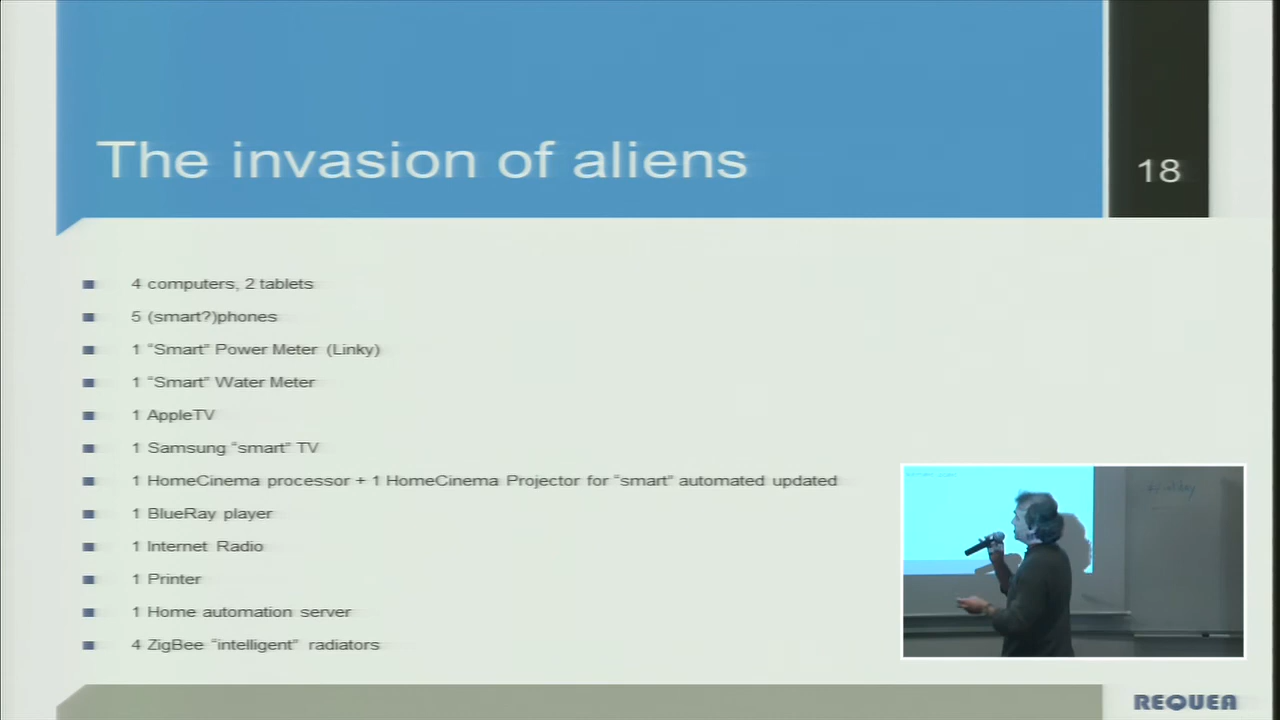 The invasion of aliens
18
4 computers, 2 tablets
5 (smart?)phones
1 “Smart” Power Meter (Linky)
1 “Smart” Water Meter
1 AppleTV
1 Samsung “smart” TV
1 HomeCinema processor + 1 HomeCinema Projector for “smart” automated updated
1 BlueRay player
1 Internet Radio
1 Printer
1 Home automation server
4 ZigBee “intelligent” radiators
REQUEA